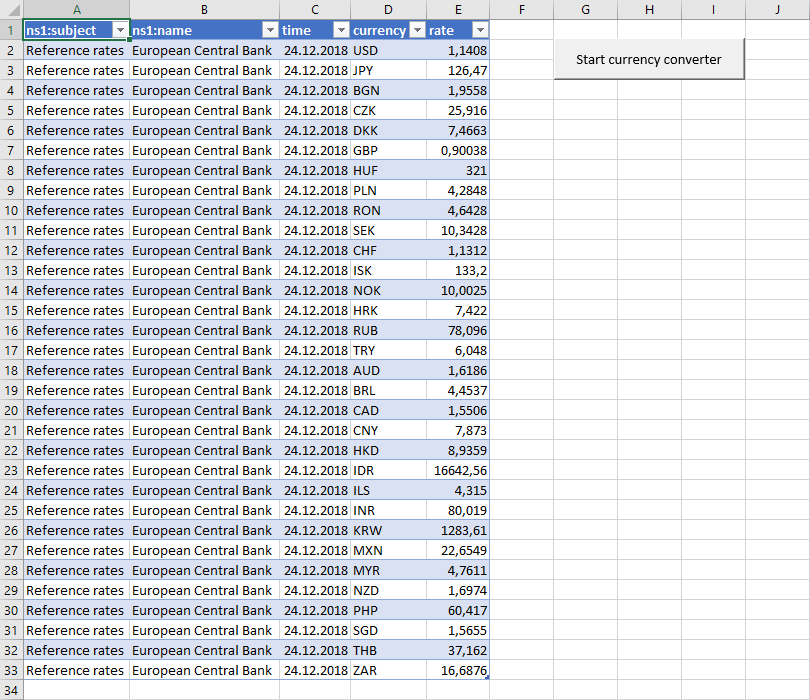 A B C D E F G H I J
1 ns1:subject ns1:name time currency rate
2 Reference rates European Central Bank 24.12.2018 USD 1,1408 Start currency converter
3 Reference rates European Central Bank 24.12.2018 JPY 126,47
4 Reference rates European Central Bank 24.12.2018 BGN 1,9558
5 Reference rates European Central Bank 24.12.2018 CZK 25,916
6 Reference rates European Central Bank 24.12.2018 DKK 7,4663
7 Reference rates European Central Bank 24.12.2018 GBP 0,90038
8 Reference rates European Central Bank 24.12.2018 HUF 321
9 Reference rates European Central Bank 24.12.2018 PLN 4,2848
10 Reference rates European Central Bank 24.12.2018 RON 4,6428
11 Reference rates European Central Bank 24.12.2018 SEK 10,3428
12 Reference rates European Central Bank 24.12.2018 CHF 1,1312
13 Reference rates European Central Bank 24.12.2018 ISK 133,2
14 Reference rates European Central Bank 24.12.2018 NOK 10,0025
15 Reference rates European Central Bank 24.12.2018 HRK 7,422
16 Reference rates European Central Bank 24.12.2018 RUB 78,096
17 Reference rates European Central Bank 24.12.2018 TRY 6,048
18 Reference rates European Central Bank 24.12.2018 AUD 1,6186
19 Reference rates European Central Bank 24.12.2018 BRL 4,4537
20 Reference rates European Central Bank 24.12.2018 CAD 1,5506
21 Reference rates European Central Bank 24.12.2018 CNY 7,873
22 Reference rates European Central Bank 24.12.2018 HKD 8,9359
23 Reference rates European Central Bank 24.12.2018 IDR 16642,56
24 Reference rates European Central Bank 24.12.2018 ILS 4,315
25 Reference rates European Central Bank 24.12.2018 INR 80,019
26 Reference rates European Central Bank 24.12.2018 KRW 1283,61
27 Reference rates European Central Bank 24.12.2018 MXN 22,6549
28 Reference rates European Central Bank 24.12.2018 MYR 4,7611
29 Reference rates European Central Bank 24.12.2018 NZD 1,6974
30 Reference rates European Central Bank 24.12.2018 PHP 60,417
31 Reference rates European Central Bank 24.12.2018 SGD 1,5655
32 Reference rates European Central Bank 24.12.2018 THB 37,162
33 Reference rates European Central Bank 24.12.2018 ZAR 16,6876
34